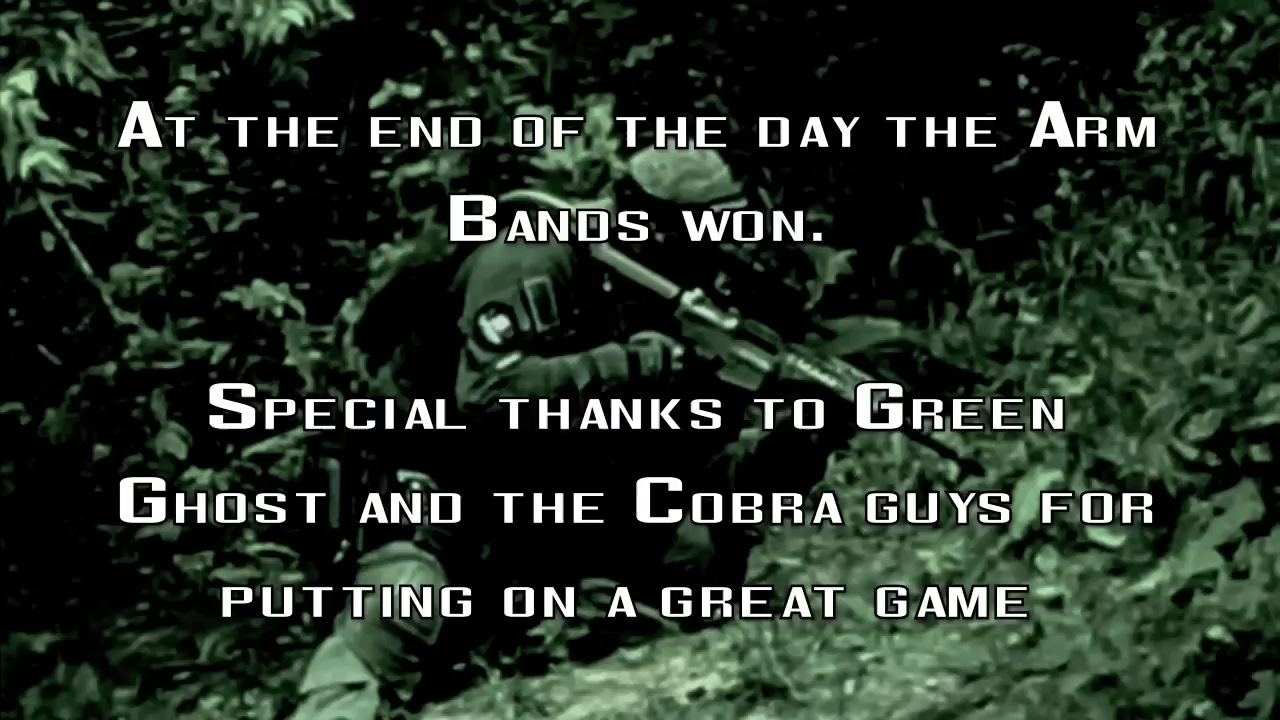 At the end of the day the Arm
Bands won.
Special thanks to Green
Ghost and the Cobra guys for
putting on a great game